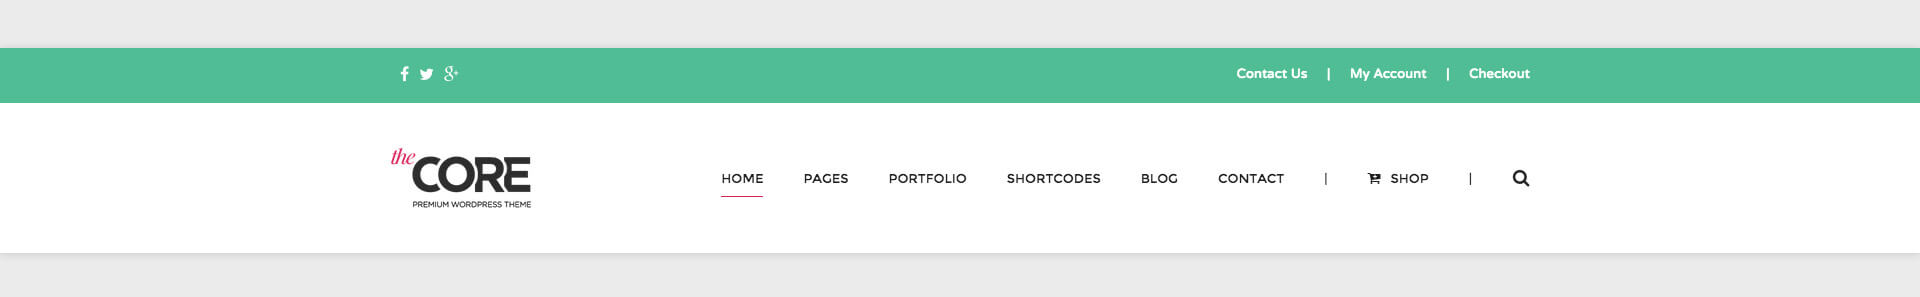 Contact Us | My Account | Checkout
the
CORE
PREMIUM WORDPRESS THEME
HOME PAGES PORTFOLIO SHORTCODES BLOG CONTACT | SHOP |